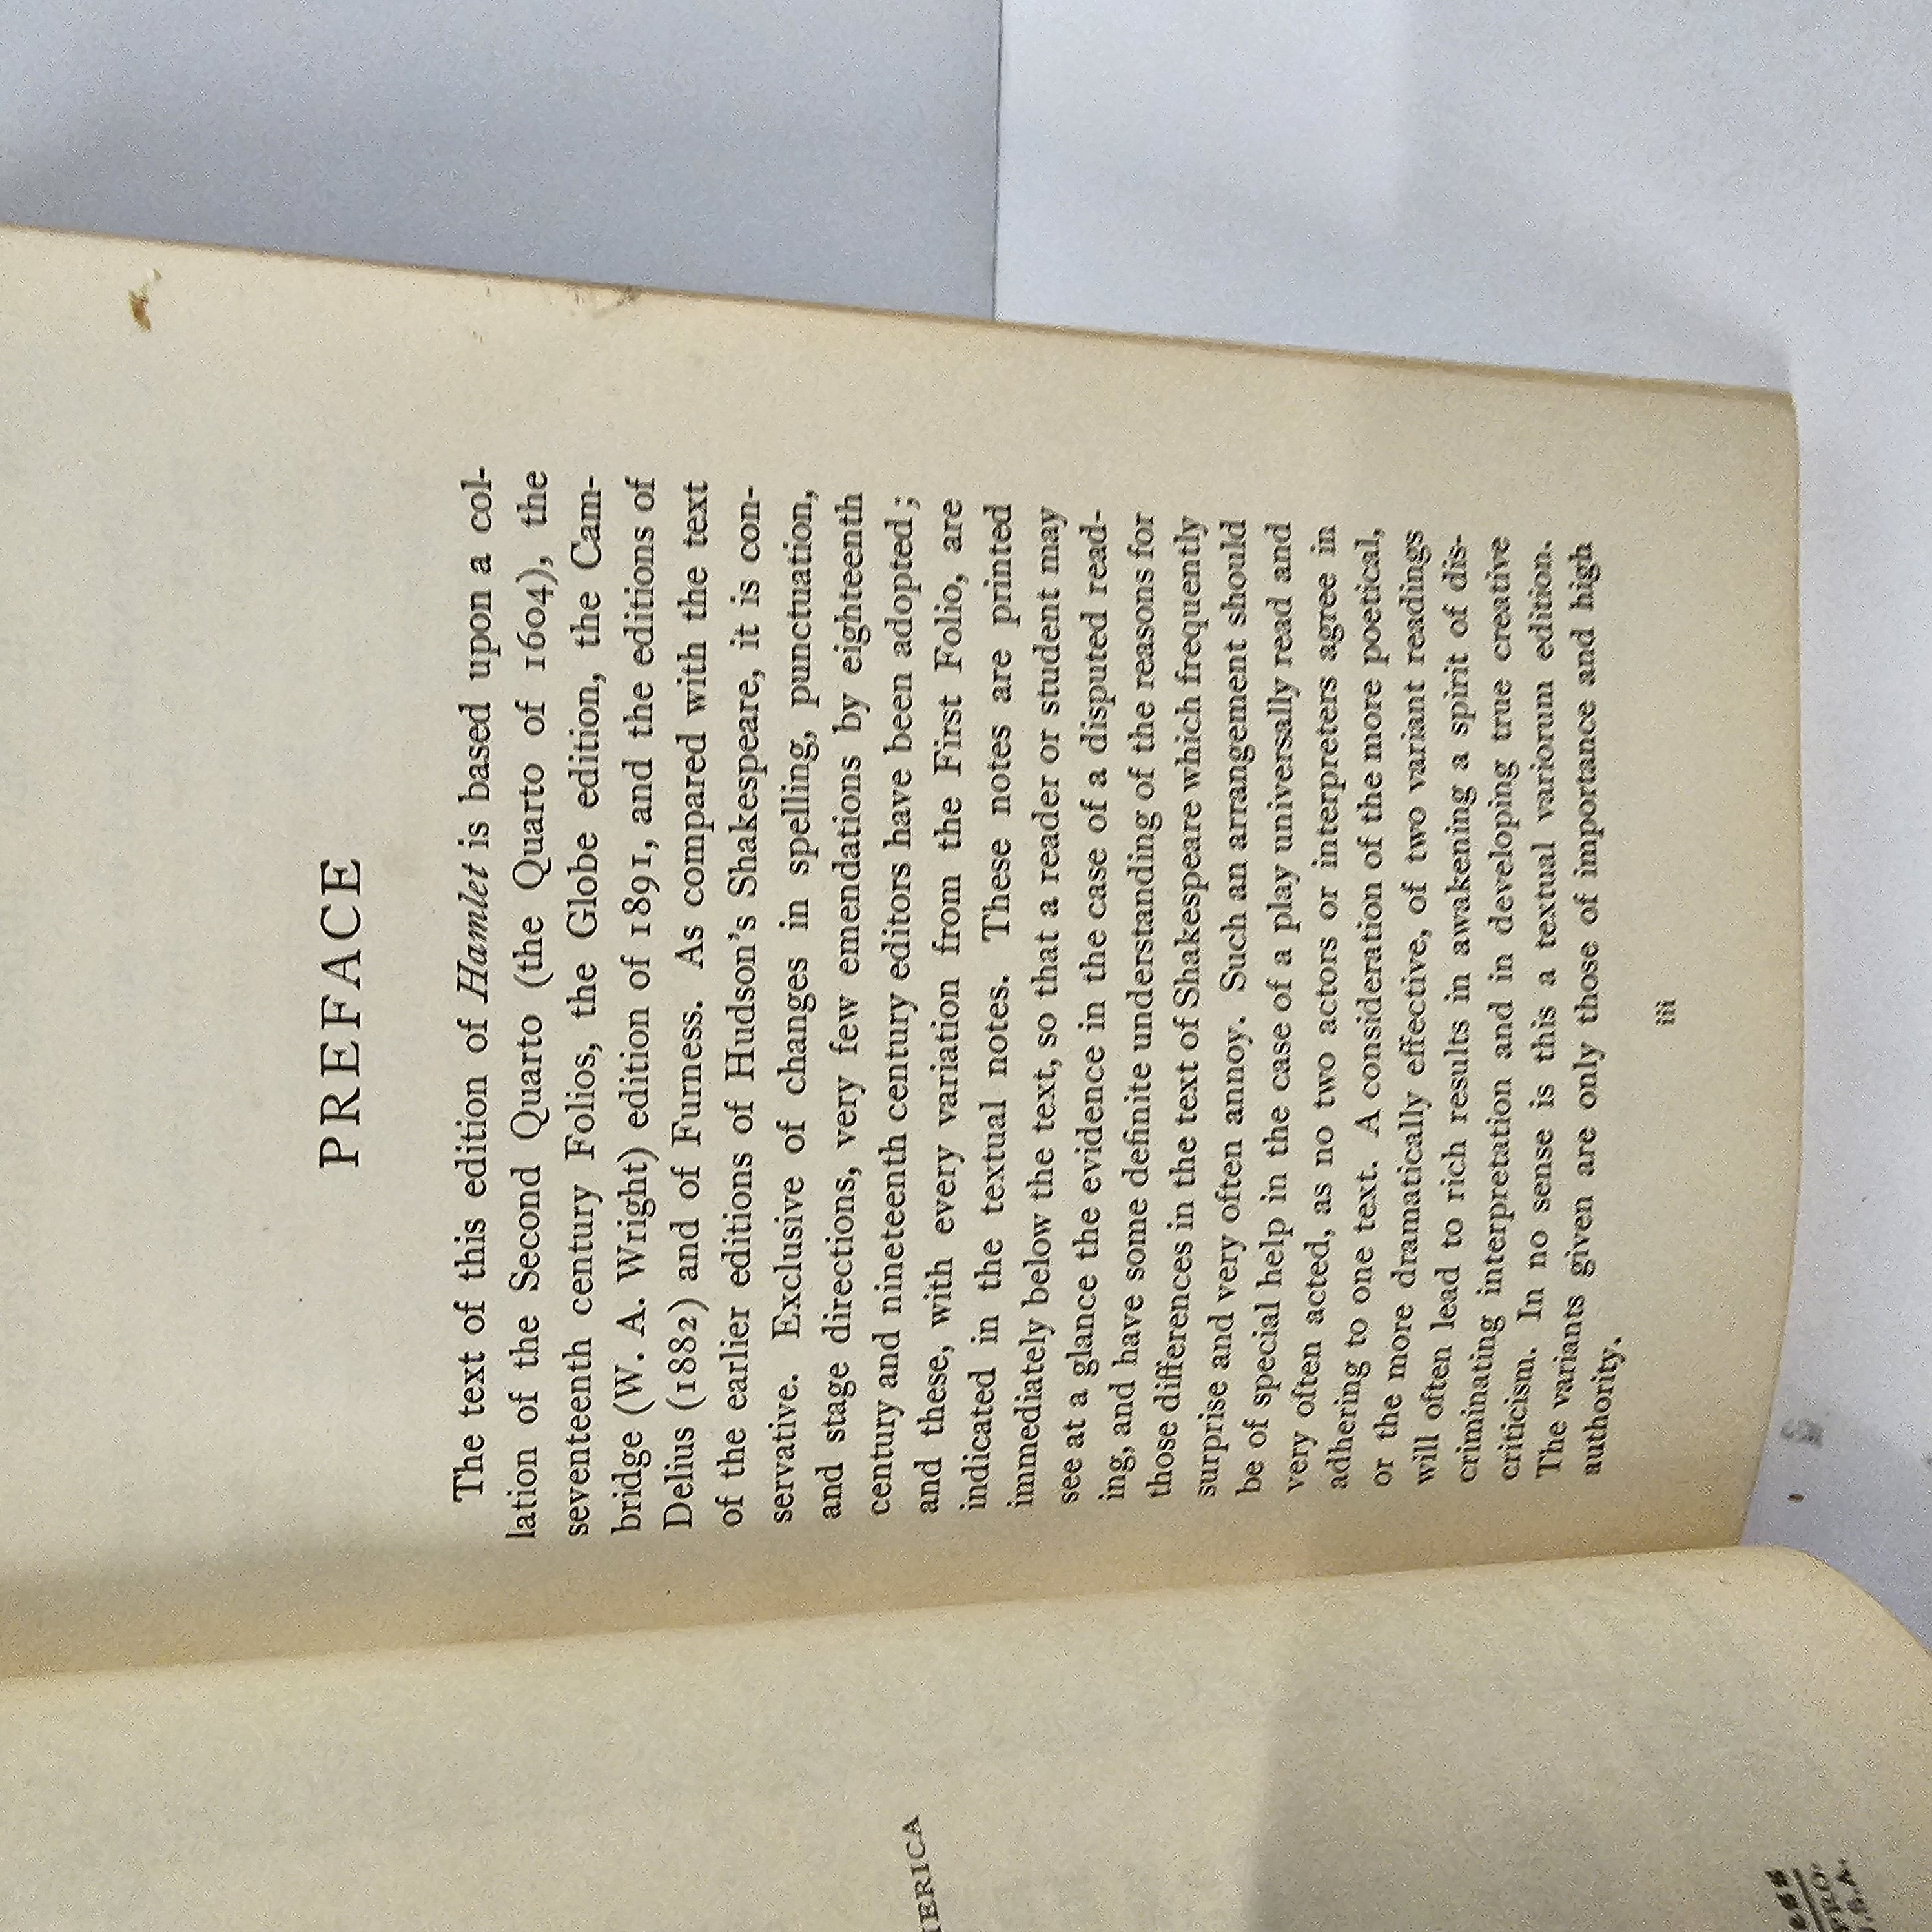 PREFACE
The text of this edition of Hamlet is based upon a col-
lation of the Second Quarto (the Quarto of 1604), the
seventeenth century Folios, the Globe edition, the Cam-
bridge (W. A. Wright) edition of 1891, and the editions of
Delius (1882) and of Furness. As compared with the text
of the earlier editions of Hudson's Shakespeare, it is con-
servative. Exclusive of changes in spelling, punctuation,
and stage directions, very few emendations by eighteenth
century and nineteenth century editors have been adopted;
and these, with every variation from the First Folio, are
indicated in the textual notes. These notes are printed
immediately below the text, so that a reader or student may
see at a glance the evidence in the case of a disputed read-
ing, and have some definite understanding of the reasons for
those differences in the text of Shakespeare which frequently
surprise and very often annoy. Such an arrangement should
be of special help in the case of a play universally read and
very often acted, as no two actors or interpreters agree in
adhering to one text. A consideration of the more poetical,
or the more dramatically effective, of two variant readings
will often lead to rich results in awakening a spirit of dis-
criminating interpretation and in developing true creative
criticism. In no sense is this a textual variorum edition.
The variants given are only those of importance and high
authority.
iii
PRO-